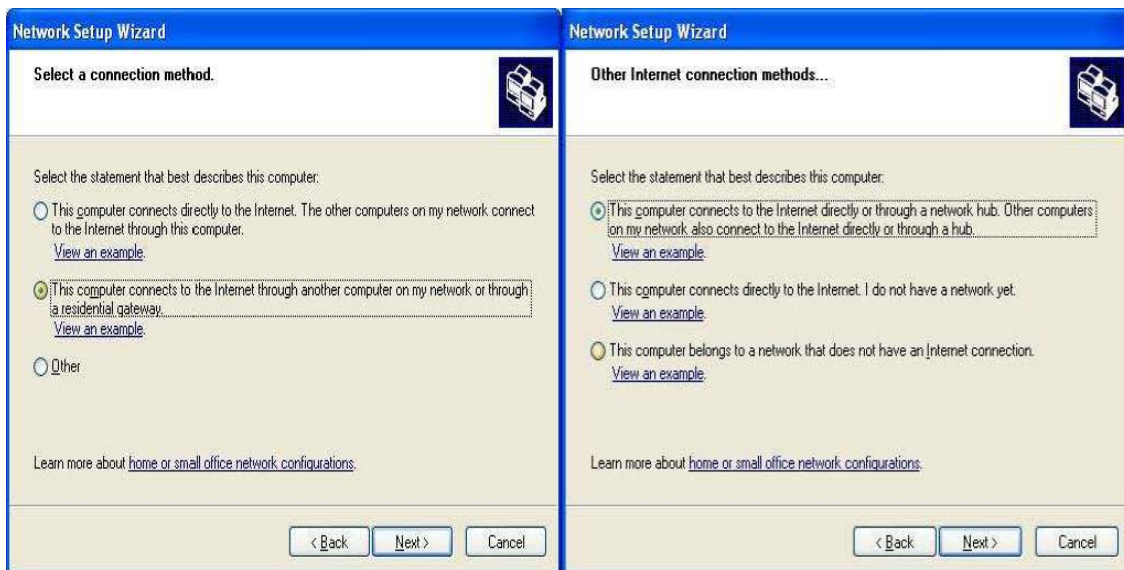 Network Setup Wizard
Select a connection method.
Select the statement that best describes this computer:
This computer connects directly to the Internet. The other computers on my network connect
to the Internet through this computer.
View an example.
This computer connects to the Internet through another computer on my network or through
a residential gateway.
View an example.
Other
Learn more about home or small office network configurations.
< Back
Next >
Cancel
Network Setup Wizard
Other Internet connection methods...
Select the statement that best describes this computer:
This computer connects to the Internet directly or through a network hub. Other computers
on my network also connect to the Internet directly or through a hub.
View an example.
This computer connects directly to the Internet. I do not have a network yet.
View an example.
This computer belongs to a network that does not have an Internet connection.
View an example.
Learn more about home or small office network configurations.
< Back
Next >
Cancel